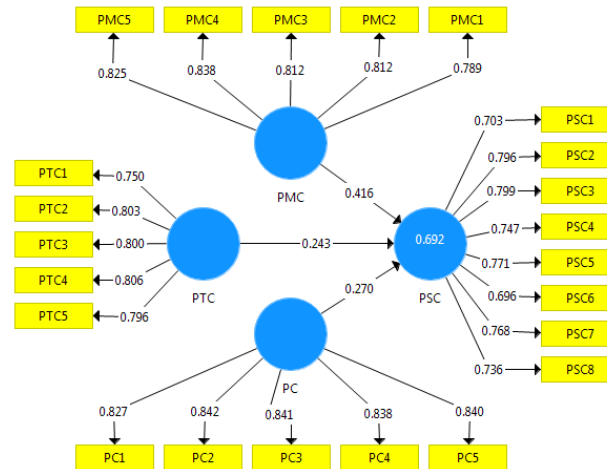 PMC5 PMC4 PMC3 PMC2 PMC1
0.825 0.838 0.812 0.812 0.789
PMC
0.416
PTC1 0.750
PTC2 0.803
PTC3 0.800
PTC4 0.806
PTC5 0.796
PTC
0.243
0.692
PSC
0.703 PSC1
0.796 PSC2
0.799 PSC3
0.747 PSC4
0.771 PSC5
0.696 PSC6
0.768 PSC7
0.736 PSC8
0.270
PC
0.827 0.842 0.841 0.838 0.840
PC1 PC2 PC3 PC4 PC5